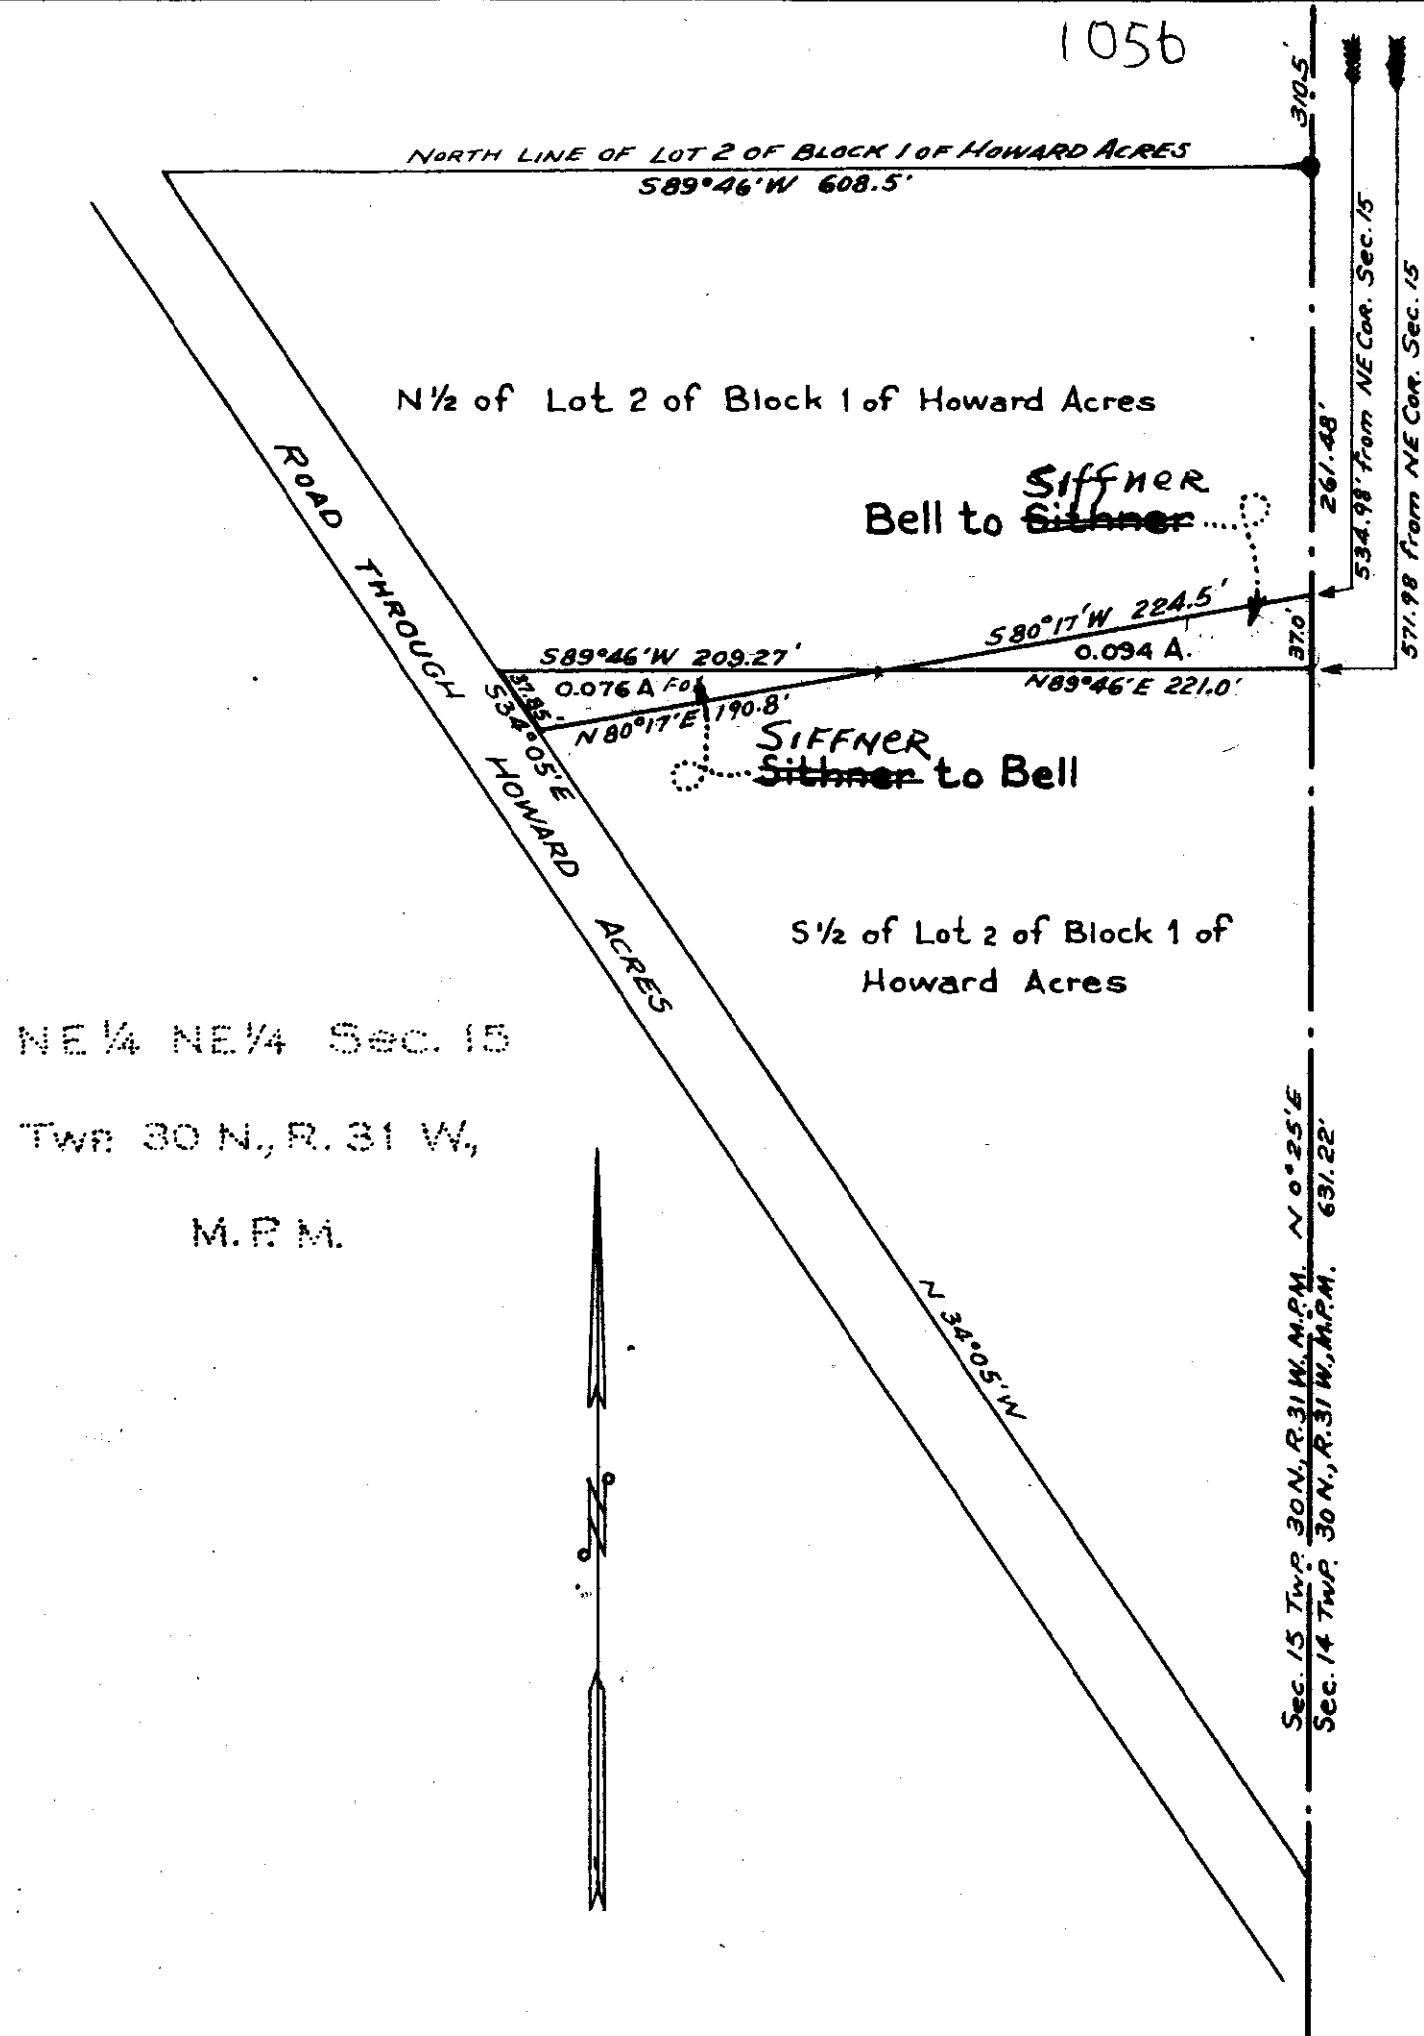 1056
310.5'
NORTH LINE OF LOT 2 OF BLOCK 1 OF HOWARD ACRES
S89°46'W 608.5'
534.98' from NE COR. Sec. 15
571.98 from NE COR. Sec. 15
261.48'
N½ of Lot 2 of Block 1 of Howard Acres
SIffNeR
Bell to Sithner
S80°17'W 224.5'
37.0'
0.094 A.
S89°46'W 209.27'
N89°46'E 221.0'
0.076 A
37.85'
N80°17'E 190.8'
S34°05'E
SIFFNER
Sithner to Bell
ROAD THROUGH HOWARD ACRES
S½ of Lot 2 of Block 1 of
Howard Acres
NE¼ NE¼ Sec. 15
Twp. 30 N., R. 31 W.,
M.P.M.
N 34°05'W
N
Sec. 15 TWP. 30N., R.31W., M.P.M. N 0°25'E
Sec. 14 TWP. 30N., R.31W., M.P.M. 631.22'